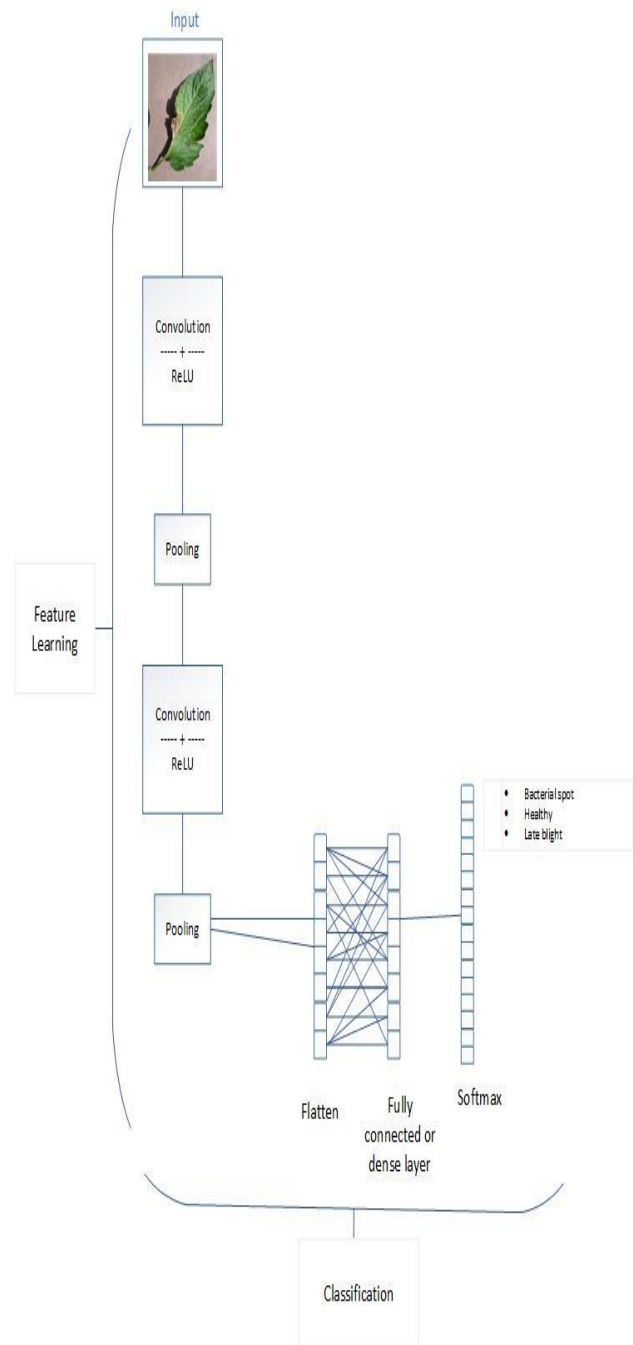 Input
Convolution
----- + -----
ReLU
Pooling
Feature
Learning
Convolution
----- + -----
ReLU
• Bacterial spot
• Healthy
• Late blight
Pooling
Flatten
Fully
connected or
dense layer
Softmax
Classification